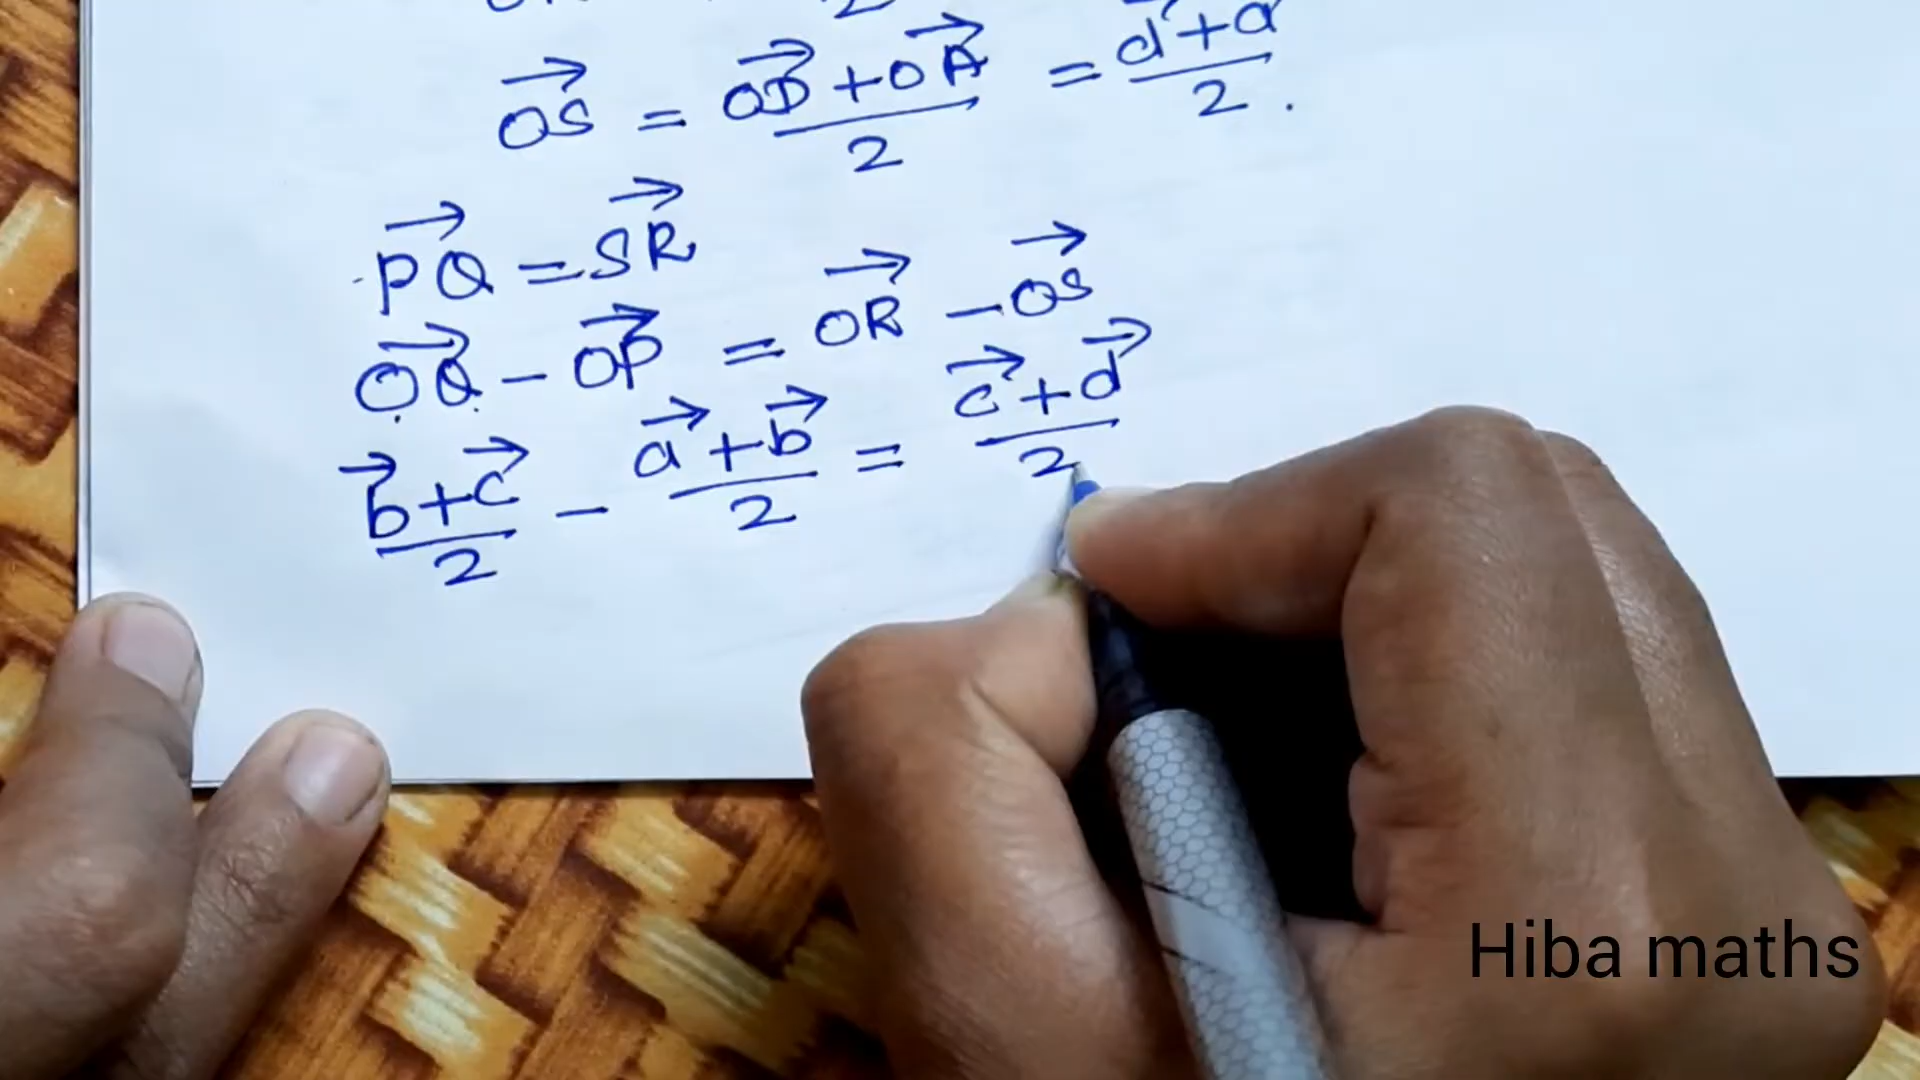 OS⃗ = (OD⃗ + OA⃗)/2 = (d⃗ + a⃗)/2 .
PQ⃗ = SR⃗
OQ⃗ − OP⃗ = OR⃗ − OS⃗
(b⃗ + c⃗)/2 − (a⃗ + b⃗)/2 = (c⃗ + d⃗)/2
Hiba maths